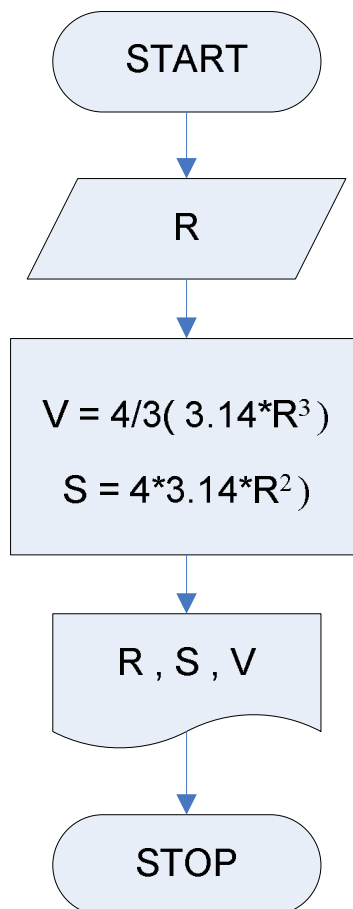 START
R
V = 4/3( 3.14*R³ )
S = 4*3.14*R² )
R , S , V
STOP